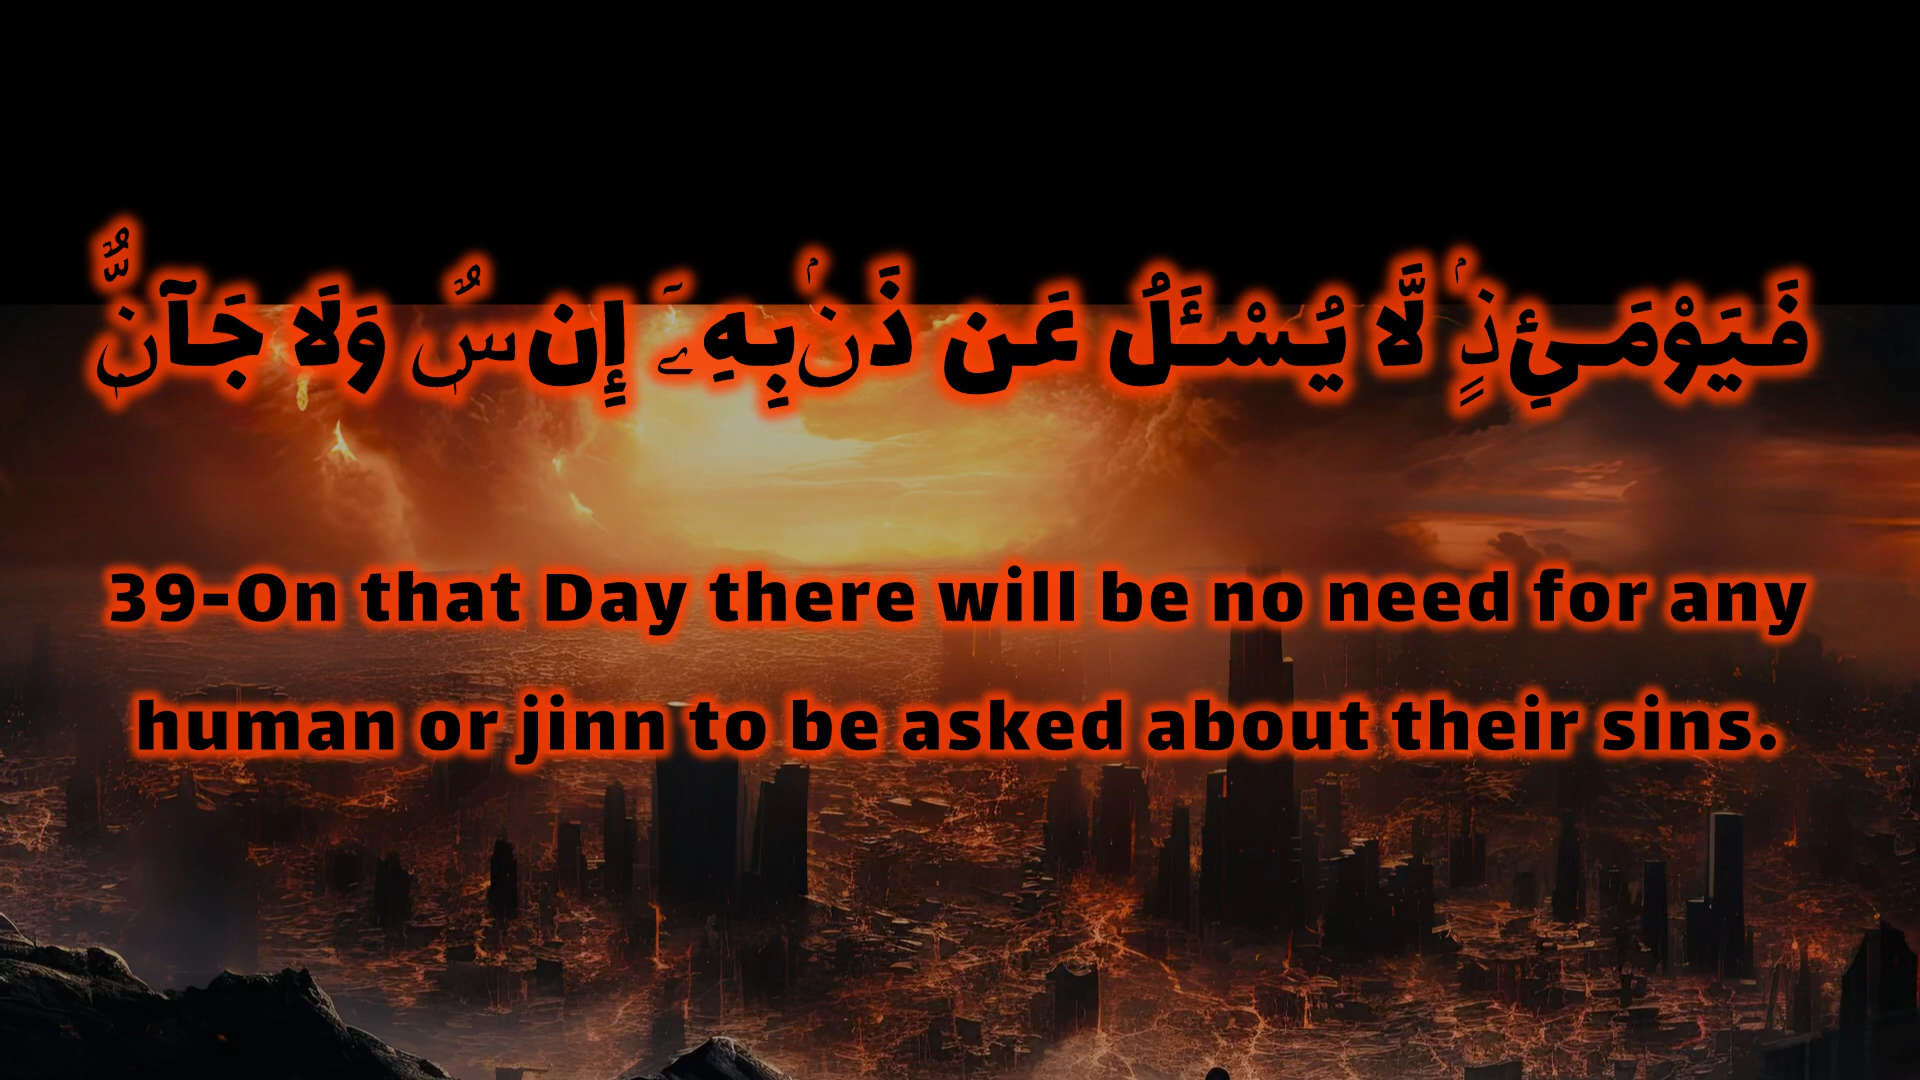 فَيَوْمَئِذٍۢ لَّا يُسْـَٔلُ عَن ذَنۢبِهِۦٓ إِنسٌۭ وَلَا جَآنٌّۭ
39-On that Day there will be no need for any
human or jinn to be asked about their sins.